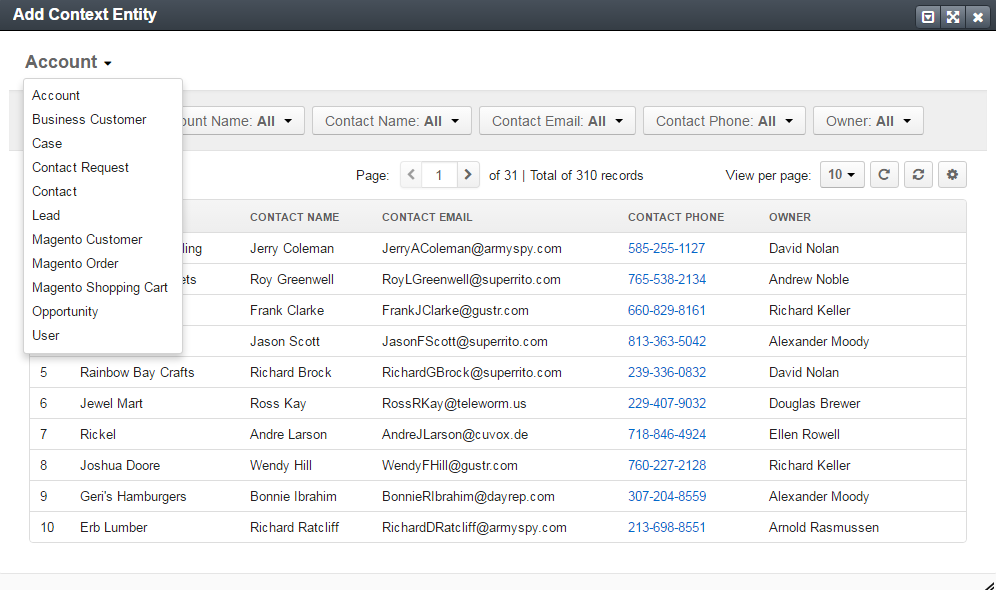 Add Context Entity
Account
Account
Business Customer
Case
Contact Request
Contact
Lead
Magento Customer
Magento Order
Magento Shopping Cart
Opportunity
User
ount Name: All Contact Name: All Contact Email: All Contact Phone: All Owner: All
Page: 1 of 31 | Total of 310 records View per page: 10
CONTACT NAME CONTACT EMAIL CONTACT PHONE OWNER
ling Jerry Coleman JerryAColeman@armyspy.com 585-255-1127 David Nolan
ets Roy Greenwell RoyLGreenwell@superrito.com 765-538-2134 Andrew Noble
Frank Clarke FrankJClarke@gustr.com 660-829-8161 Richard Keller
Jason Scott JasonFScott@superrito.com 813-363-5042 Alexander Moody
5 Rainbow Bay Crafts Richard Brock RichardGBrock@superrito.com 239-336-0832 David Nolan
6 Jewel Mart Ross Kay RossRKay@teleworm.us 229-407-9032 Douglas Brewer
7 Rickel Andre Larson AndreJLarson@cuvox.de 718-846-4924 Ellen Rowell
8 Joshua Doore Wendy Hill WendyFHill@gustr.com 760-227-2128 Richard Keller
9 Geri's Hamburgers Bonnie Ibrahim BonnieRIbrahim@dayrep.com 307-204-8559 Alexander Moody
10 Erb Lumber Richard Ratcliff RichardDRatcliff@armyspy.com 213-698-8551 Arnold Rasmussen